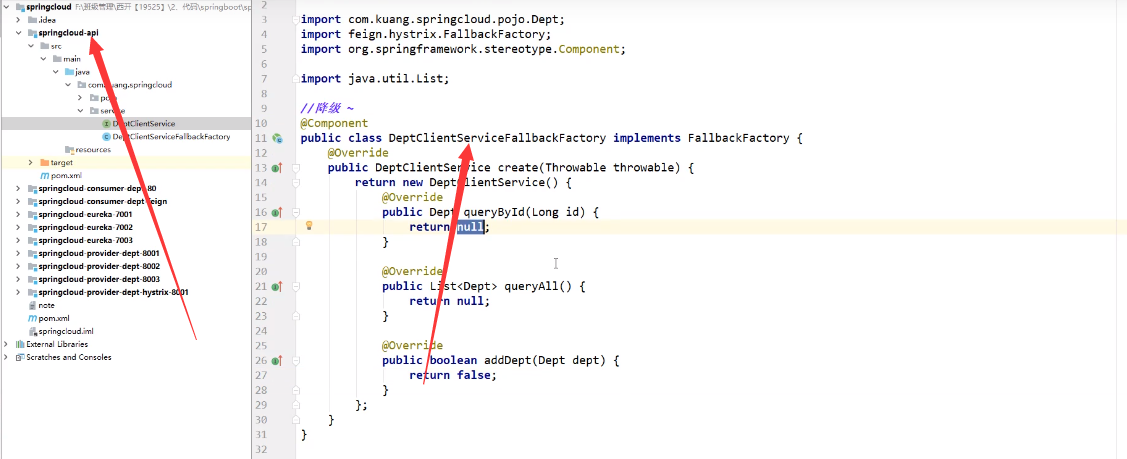 springcloud F:\班级管理\西开【19525】\2、代码\springboot\sp
.idea
springcloud-api
src
main
java
com.kuang.springcloud
pojo
service
DeptClientService
DeptClientServiceFallbackFactory
resources
target
pom.xml
springcloud-consumer-dept-80
springcloud-consumer-dept-feign
springcloud-eureka-7001
springcloud-eureka-7002
springcloud-eureka-7003
springcloud-provider-dept-8001
springcloud-provider-dept-8002
springcloud-provider-dept-8003
springcloud-provider-dept-hystrix-8001
note
pom.xml
springcloud.iml
External Libraries
Scratches and Consoles
2
3 import com.kuang.springcloud.pojo.Dept;
4 import feign.hystrix.FallbackFactory;
5 import org.springframework.stereotype.Component;
6
7 import java.util.List;
8
9 //降级 ~
10 @Component
11 public class DeptClientServiceFallbackFactory implements FallbackFactory {
12 @Override
13 public DeptClientService create(Throwable throwable) {
14 return new DeptClientService() {
15 @Override
16 public Dept queryById(Long id) {
17 return null;
18 }
19
20 @Override
21 public List<Dept> queryAll() {
22 return null;
23 }
24
25 @Override
26 public boolean addDept(Dept dept) {
27 return false;
28 }
29 };
30 }
31 }
32